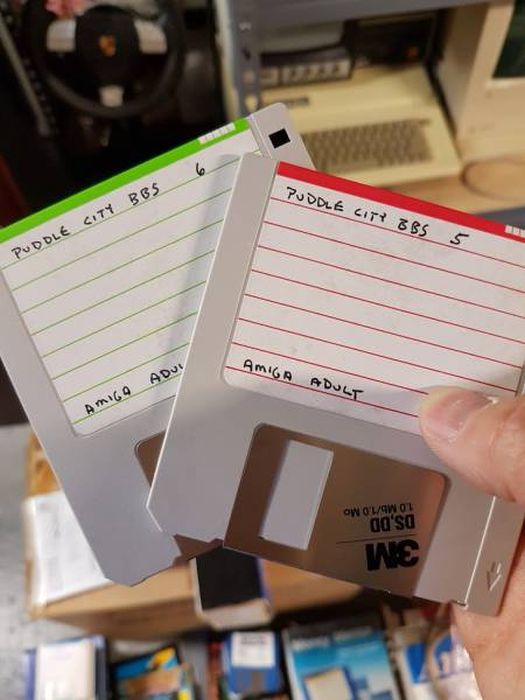 PUDDLE CITY BBS 6
AMIGA ADUL
PUDDLE CITY BBS 5
AMIGA ADULT
3M
DS,DD
1.0 Mb/1.0 Mo